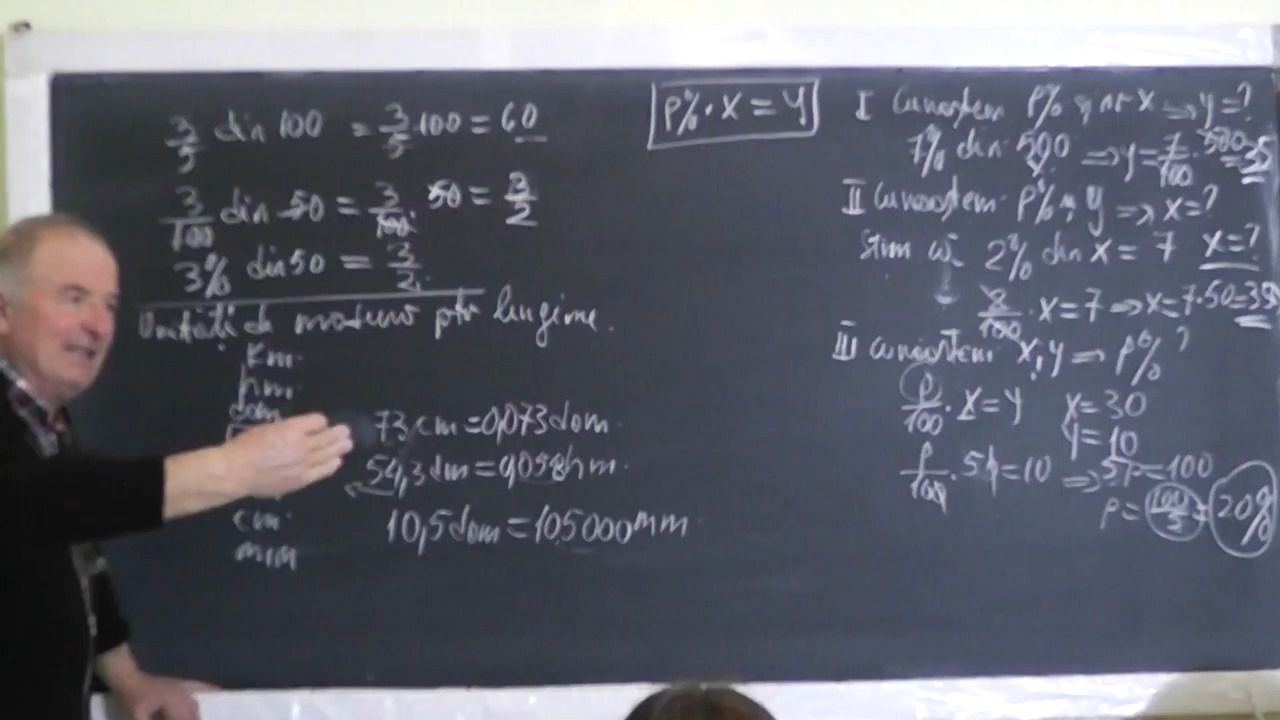 3/5 din 100 = 3/5·100 = 60
3/100 din 50 = 3/100· 50 = 3/2
3% din 50 = 3/2.
Unități de ptr lungime.
km
hm
dam
73 cm = 0,073 dam.
54,3 dm = hm.
10,5 dam = 105000 mm
cm
mm
P%·X = Y
I Cunoaștem P% și nr X ⇒ y=?
7% din 500 ⇒ y = 7/100 · 500 = 35
II Cunoaștem P% și y ⇒ x=?
Știm că 2% din X = 7 X=?
2/100 · X = 7 ⇒ X = 7·50 = 350
III Cunoaștem X, y ⇒ P% ?
P/100 · X = Y X = 30
Y = 10
P/100 · = 10 ⇒ 5P = 100
P = 100/5 = 20%